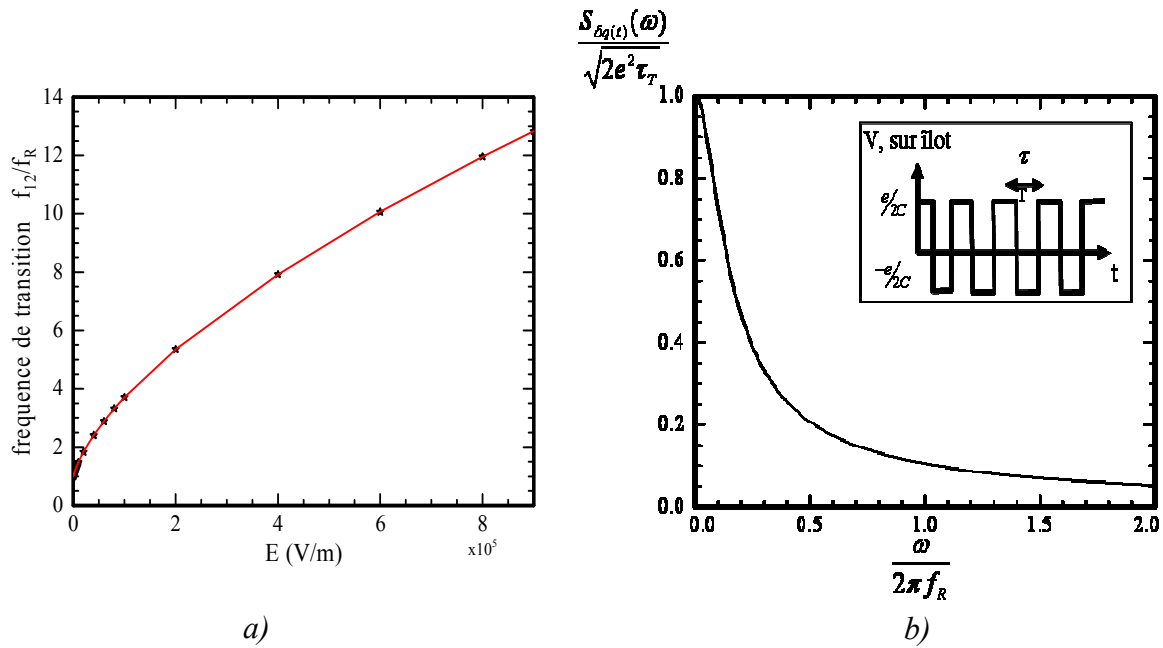 a)
frequence de transition f₁₂/f_R
14
12
10
8
6
4
2
0
0
2
4
6
8
x10⁵
E (V/m)
b)
S_δq(t)(ω)
√2e²τ_T
1.0
0.8
0.6
0.4
0.2
0.0
0.0
0.5
1.0
1.5
2.0
ω
2πf_R
V, sur îlot
τ
T
e/2C
-e/2C
t